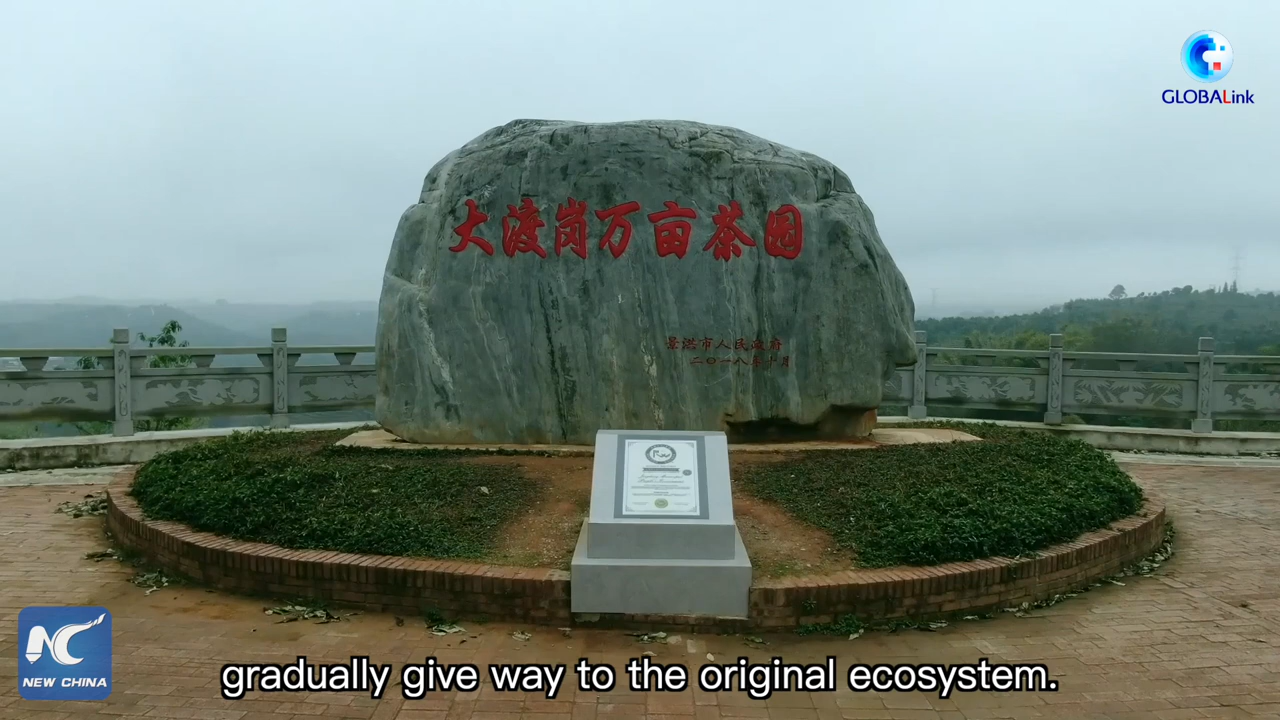 GLOBALink
大渡岗万亩茶园
景洪市人民政府
二〇一八年十月
NC
NEW CHINA
gradually give way to the original ecosystem.